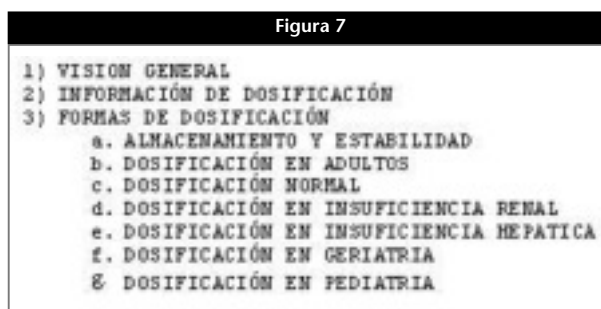 Figura 7
1) VISION GENERAL
2) INFORMACIÓN DE DOSIFICACIÓN
3) FORMAS DE DOSIFICACIÓN
a. ALMACENAMIENTO Y ESTABILIDAD
b. DOSIFICACIÓN EN ADULTOS
c. DOSIFICACIÓN NORMAL
d. DOSIFICACIÓN EN INSUFICIENCIA RENAL
e. DOSIFICACIÓN EN INSUFICIENCIA HEPATICA
f. DOSIFICACIÓN EN GERIATRIA
g DOSIFICACIÓN EN PEDIATRIA